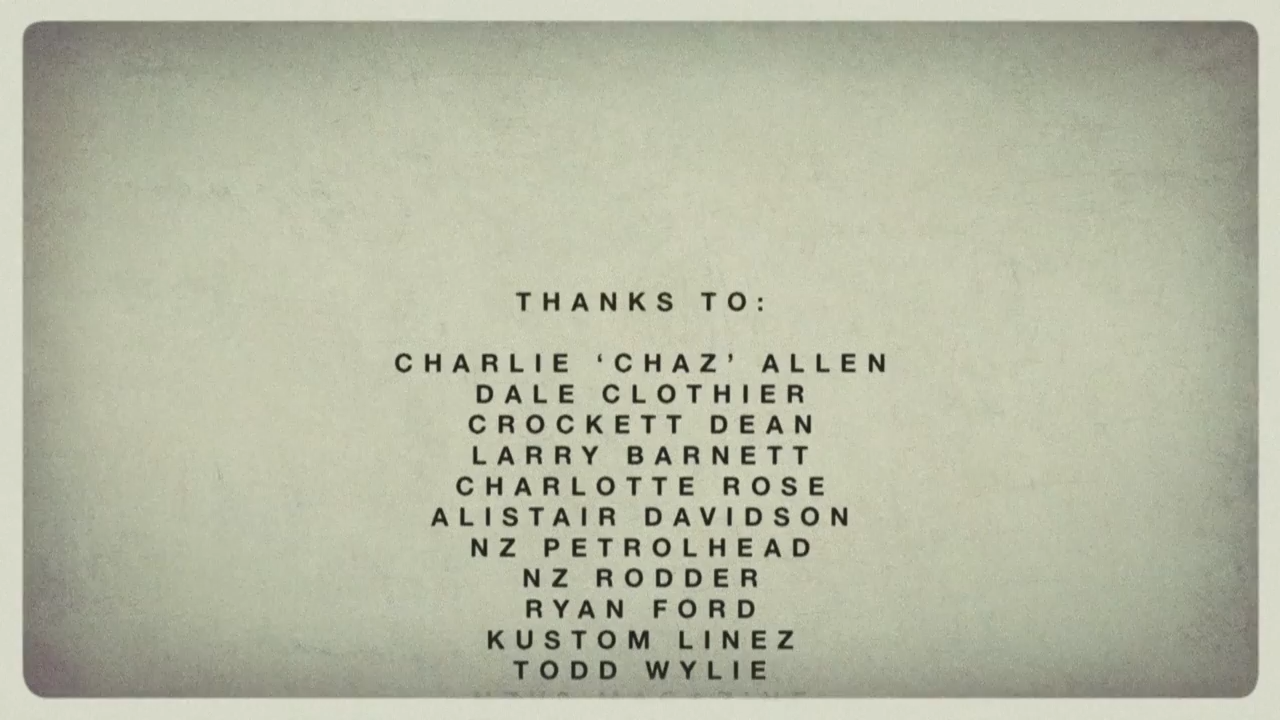 THANKS TO:
CHARLIE ‘CHAZ’ ALLEN
DALE CLOTHIER
CROCKETT DEAN
LARRY BARNETT
CHARLOTTE ROSE
ALISTAIR DAVIDSON
NZ PETROLHEAD
NZ RODDER
RYAN FORD
KUSTOM LINEZ
TODD WYLIE